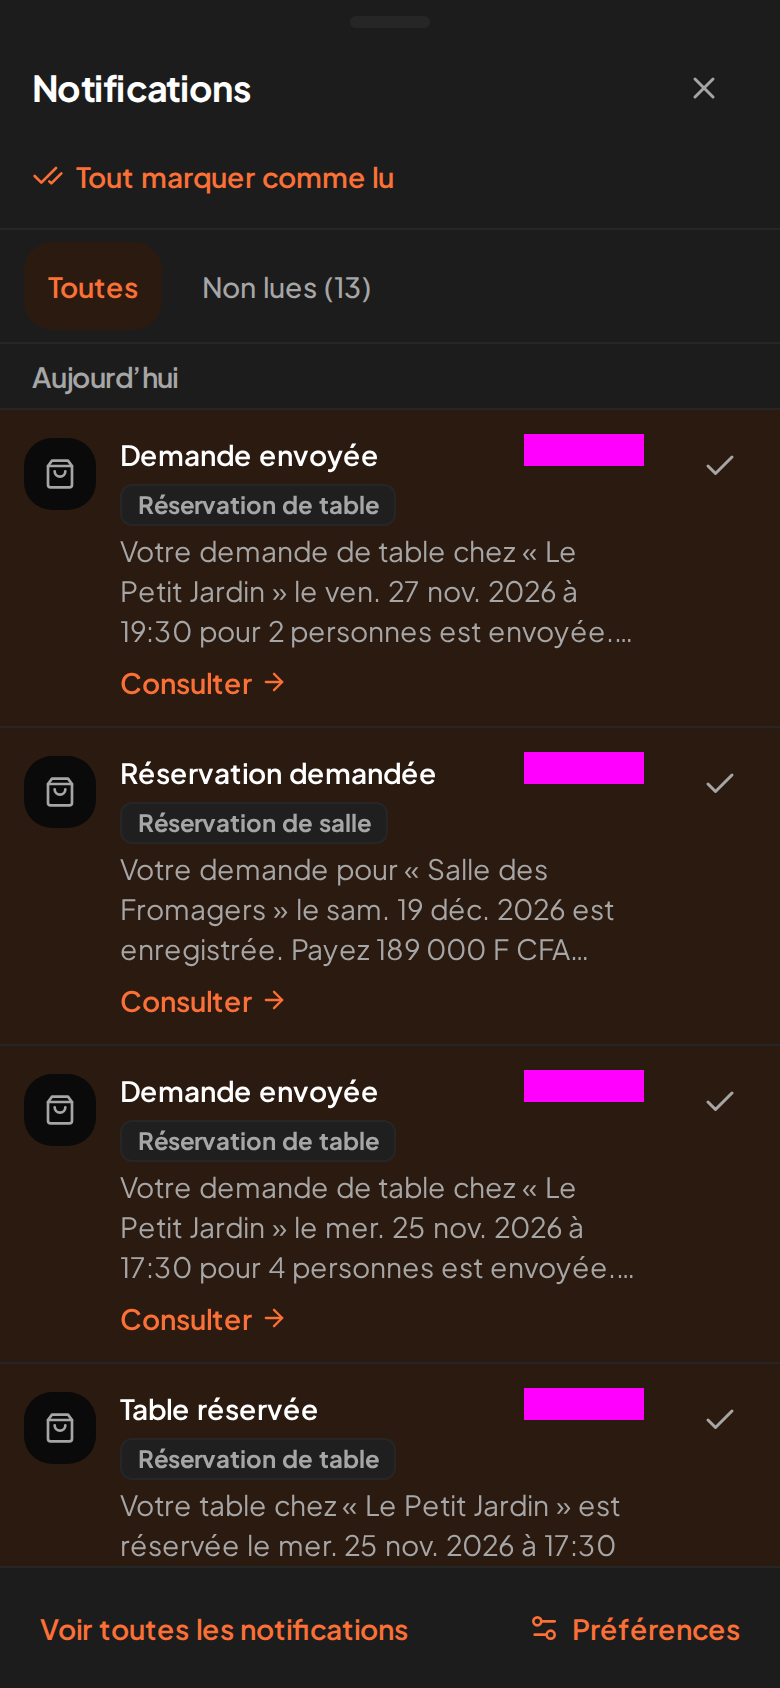 Notifications
Tout marquer comme lu
Toutes
Non lues (13)
Aujourd’hui
Demande envoyée
Réservation de table
Votre demande de table chez « Le
Petit Jardin » le ven. 27 nov. 2026 à
19:30 pour 2 personnes est envoyée.…
Consulter
Réservation demandée
Réservation de salle
Votre demande pour « Salle des
Fromagers » le sam. 19 déc. 2026 est
enregistrée. Payez 189 000 F CFA…
Consulter
Demande envoyée
Réservation de table
Votre demande de table chez « Le
Petit Jardin » le mer. 25 nov. 2026 à
17:30 pour 4 personnes est envoyée.…
Consulter
Table réservée
Réservation de table
Votre table chez « Le Petit Jardin » est
réservée le mer. 25 nov. 2026 à 17:30
Voir toutes les notifications
Préférences